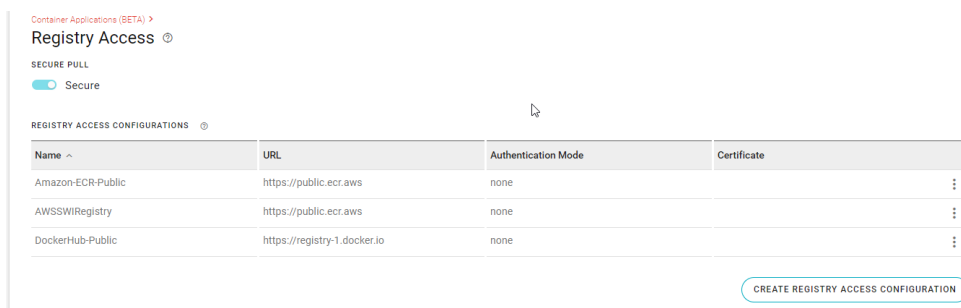 Container Applications (BETA) >
Registry Access
SECURE PULL
Secure
REGISTRY ACCESS CONFIGURATIONS
Name URL Authentication Mode Certificate
Amazon-ECR-Public https://public.ecr.aws none
AWSSWIRegistry https://public.ecr.aws none
DockerHub-Public https://registry-1.docker.io none
CREATE REGISTRY ACCESS CONFIGURATION